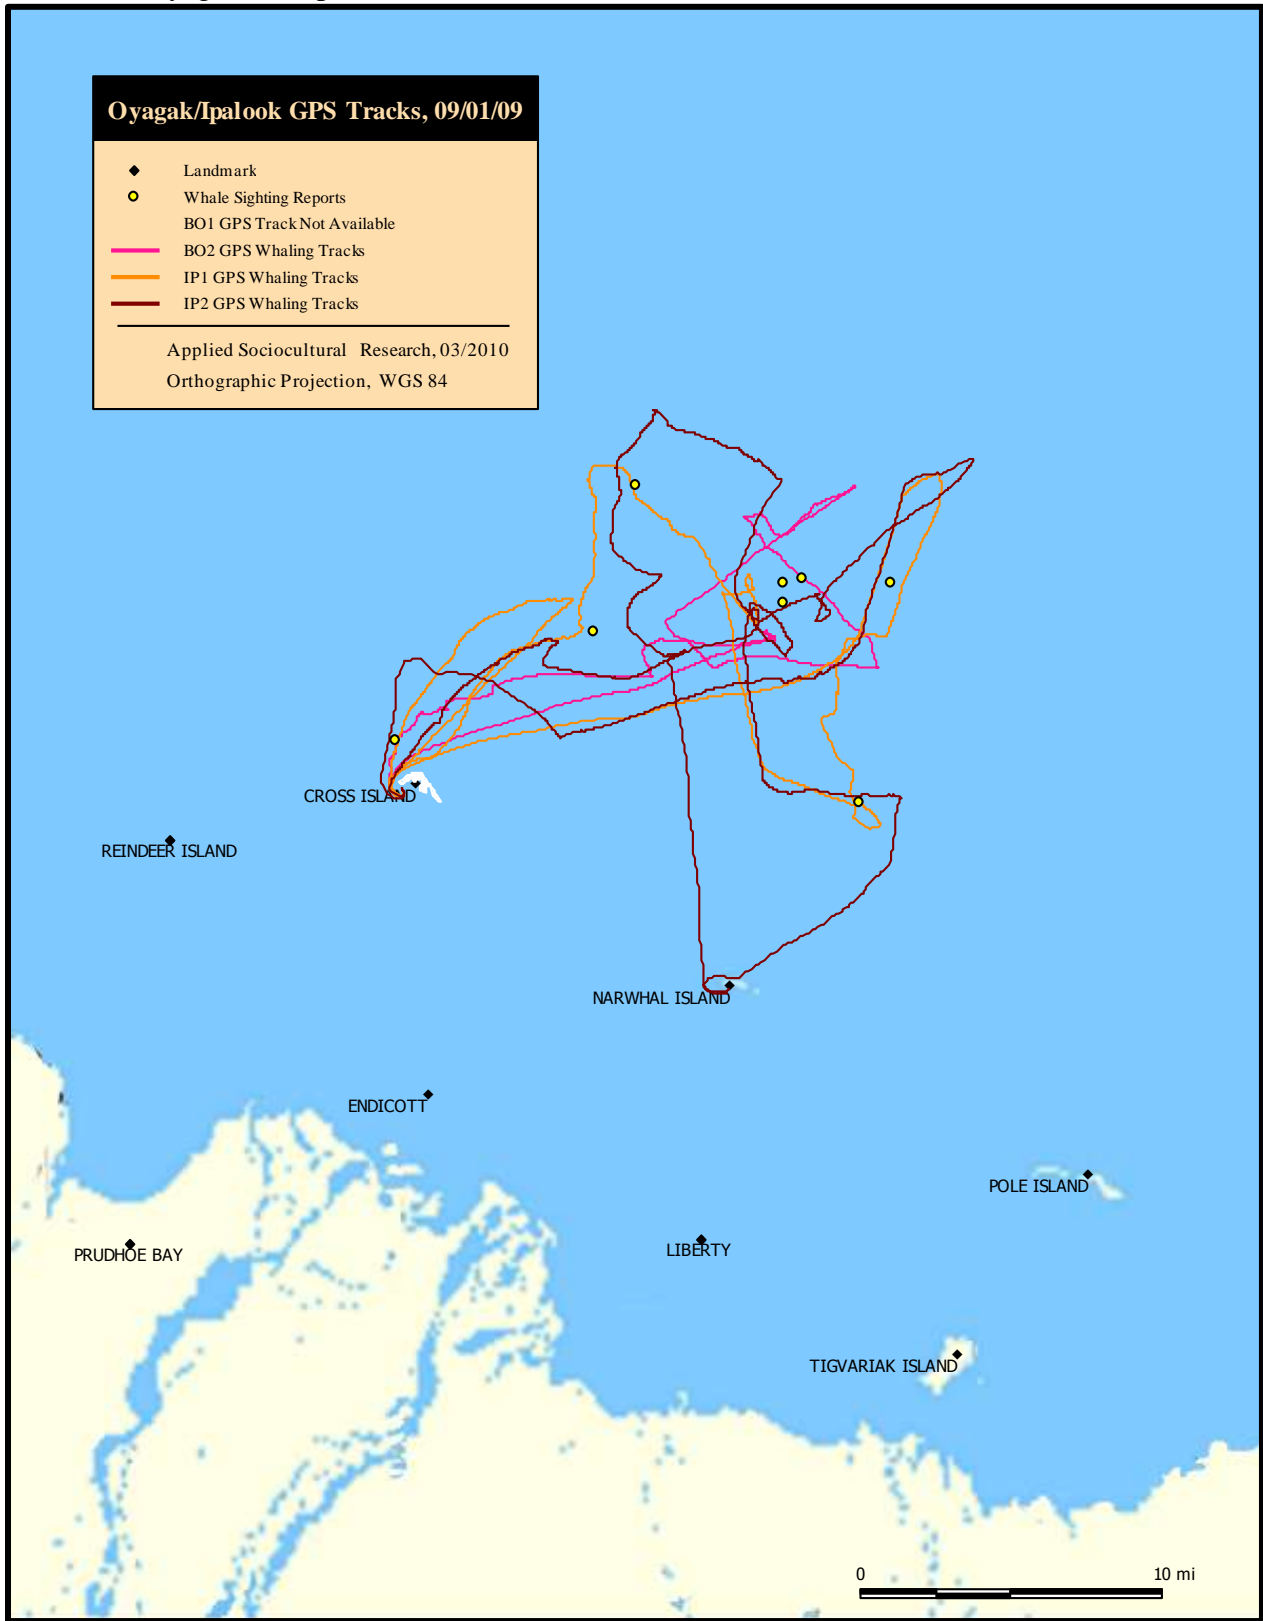 Oyagak/Ipalook GPS Tracks, 09/01/09
Landmark
Whale Sighting Reports
BO1 GPS Track Not Available
BO2 GPS Whaling Tracks
IP1 GPS Whaling Tracks
IP2 GPS Whaling Tracks
Applied Sociocultural Research, 03/2010
Orthographic Projection, WGS 84
CROSS ISLAND
REINDEER ISLAND
NARWHAL ISLAND
ENDICOTT
POLE ISLAND
PRUDHOE BAY
LIBERTY
TIGVARIAK ISLAND
0 10 mi